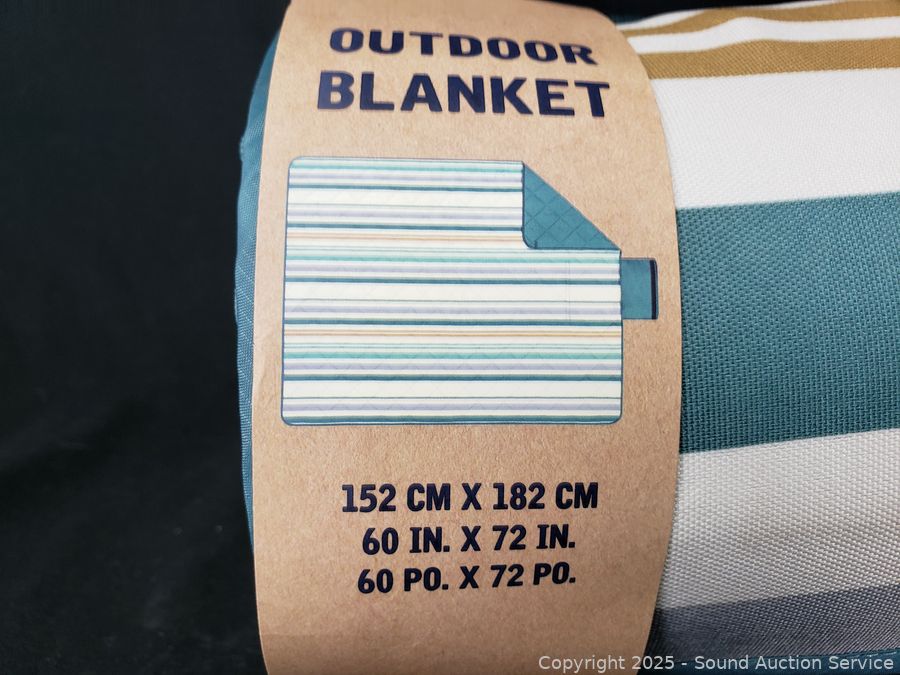 OUTDOOR
BLANKET
152 CM X 182 CM
60 IN. X 72 IN.
60 PO. X 72 PO.
Copyright 2025 - Sound Auction Service